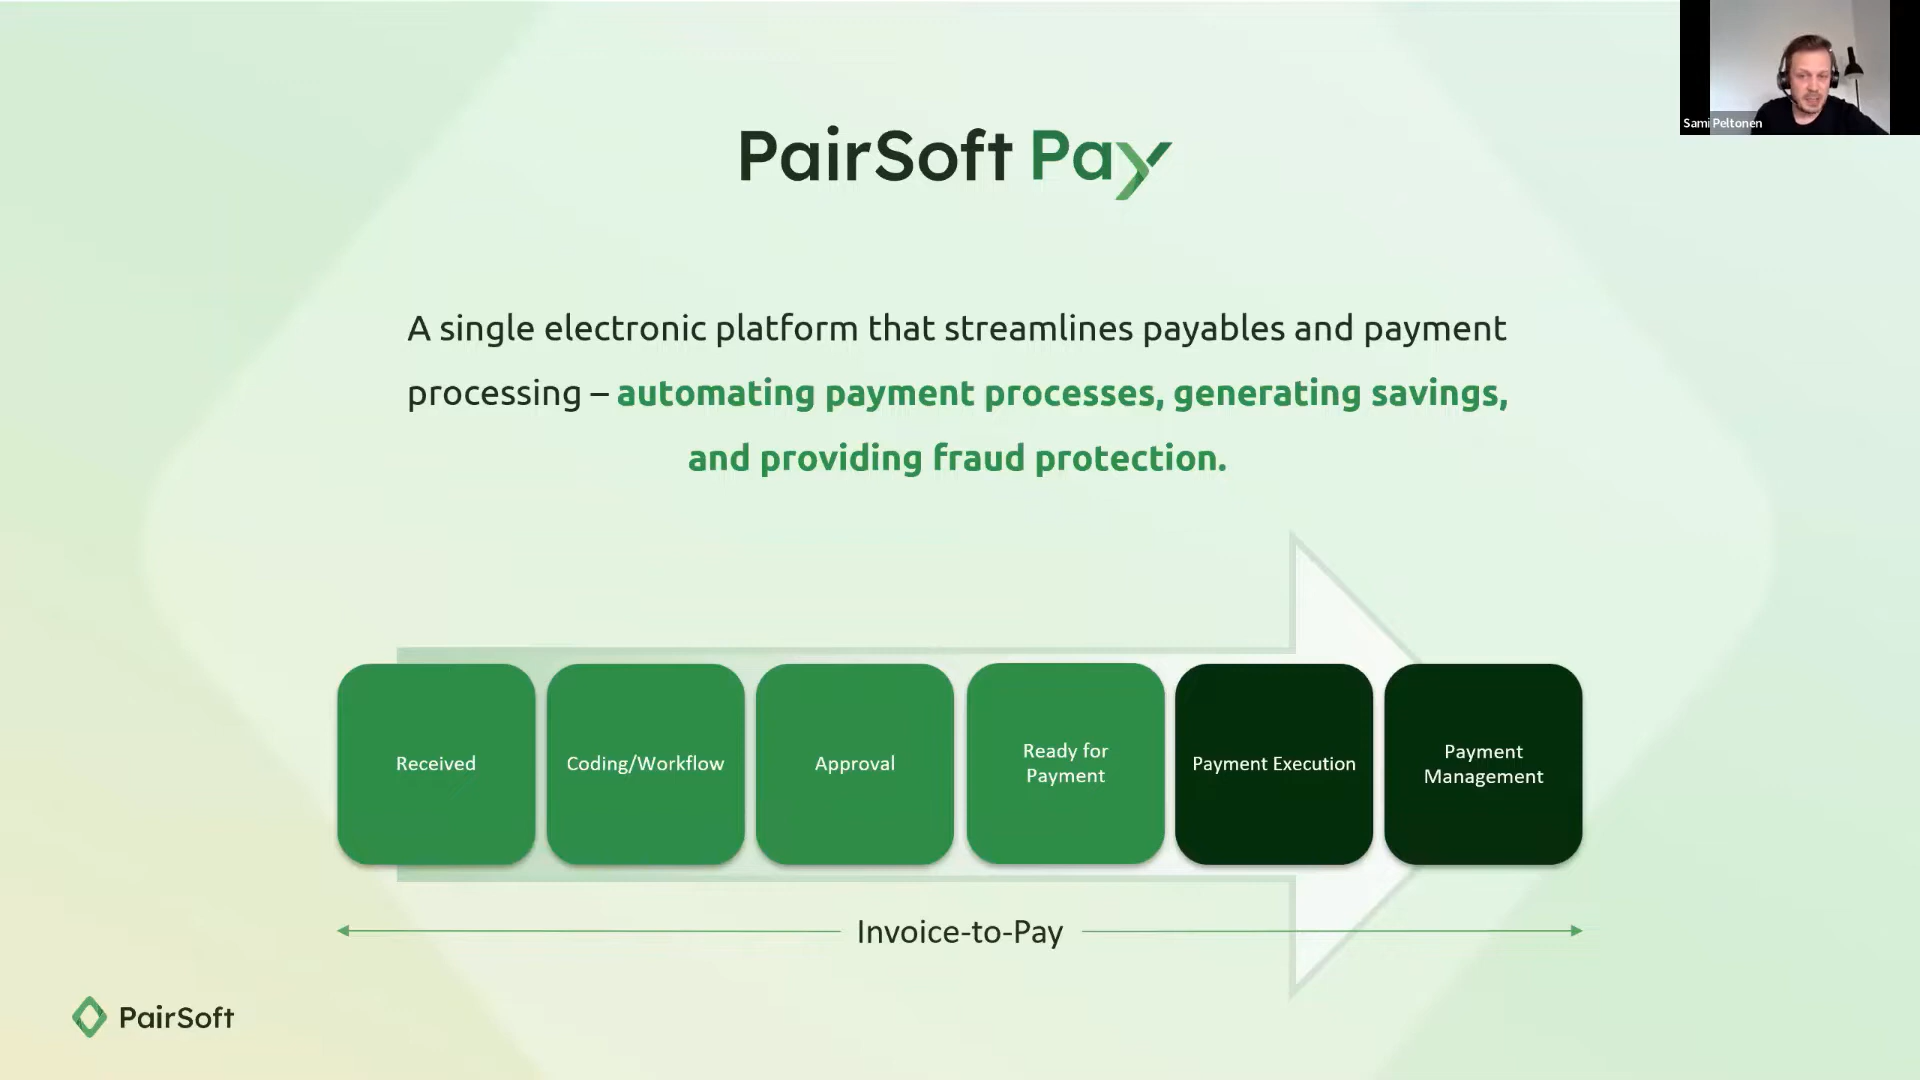 Sami Peltonen
PairSoft Pay
A single electronic platform that streamlines payables and payment
processing – automating payment processes, generating savings,
and providing fraud protection.
Received
Coding/Workflow
Approval
Ready for
Payment
Payment Execution
Payment
Management
Invoice-to-Pay
PairSoft